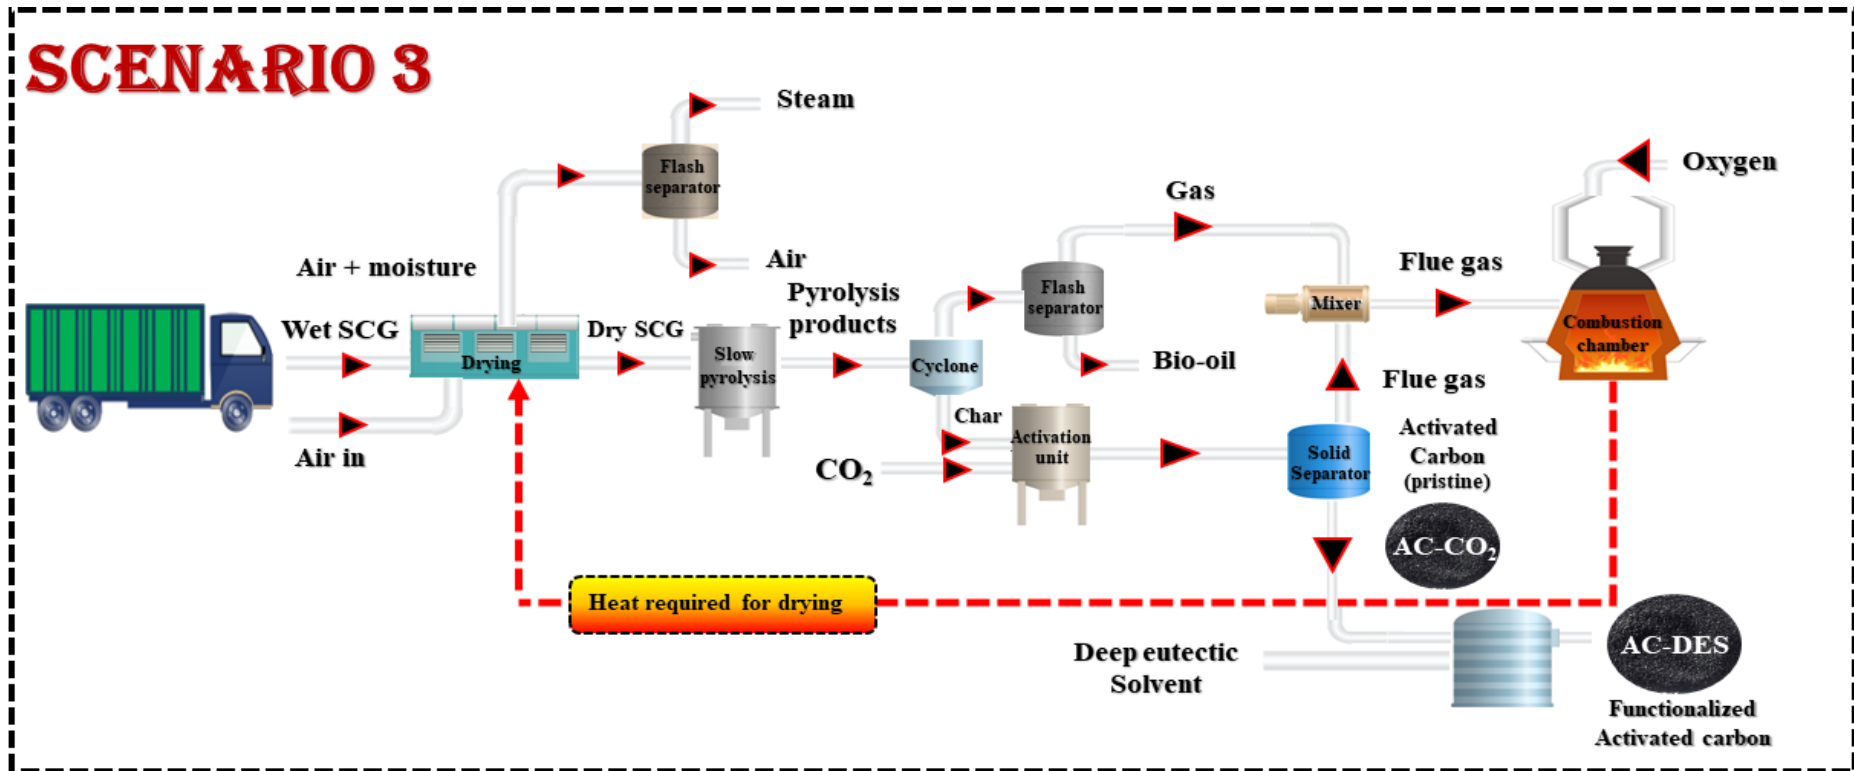 SCENARIO 3
Steam
Flash
separator
Air
Air + moisture
Wet SCG
Drying
Air in
Dry SCG
Slow
pyrolysis
Pyrolysis
products
Cyclone
Char
CO₂
Activation
unit
Flash
separator
Gas
Bio-oil
Mixer
Flue gas
Oxygen
Combustion
chamber
Flue gas
Solid
Separator
Activated
Carbon
(pristine)
AC-CO₂
Heat required for drying
Deep eutectic
Solvent
AC-DES
Functionalized
Activated carbon